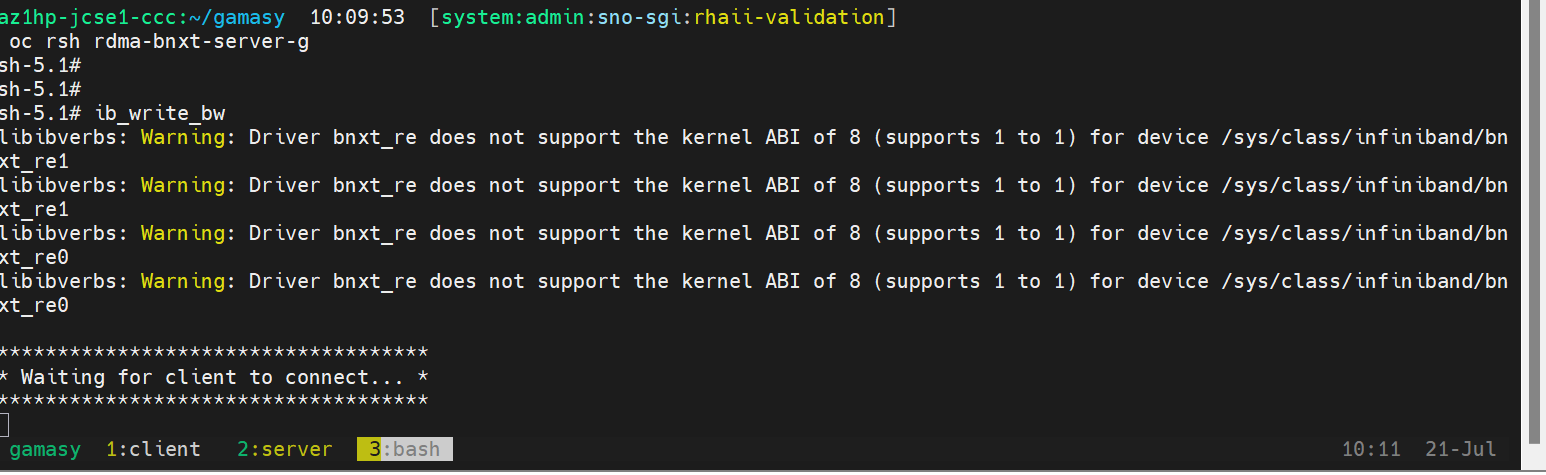 az1hp-jcse1-ccc:~/gamasy  10:09:53  [system:admin:sno-sgi:rhaii-validation]
oc rsh rdma-bnxt-server-g
sh-5.1#
sh-5.1#
sh-5.1# ib_write_bw
libibverbs: Warning: Driver bnxt_re does not support the kernel ABI of 8 (supports 1 to 1) for device /sys/class/infiniband/bn
xt_re1
libibverbs: Warning: Driver bnxt_re does not support the kernel ABI of 8 (supports 1 to 1) for device /sys/class/infiniband/bn
xt_re1
libibverbs: Warning: Driver bnxt_re does not support the kernel ABI of 8 (supports 1 to 1) for device /sys/class/infiniband/bn
xt_re0
libibverbs: Warning: Driver bnxt_re does not support the kernel ABI of 8 (supports 1 to 1) for device /sys/class/infiniband/bn
xt_re0
************************************
* Waiting for client to connect... *
************************************
gamasy  1:client   2:server   3:bash   10:11  21-Jul